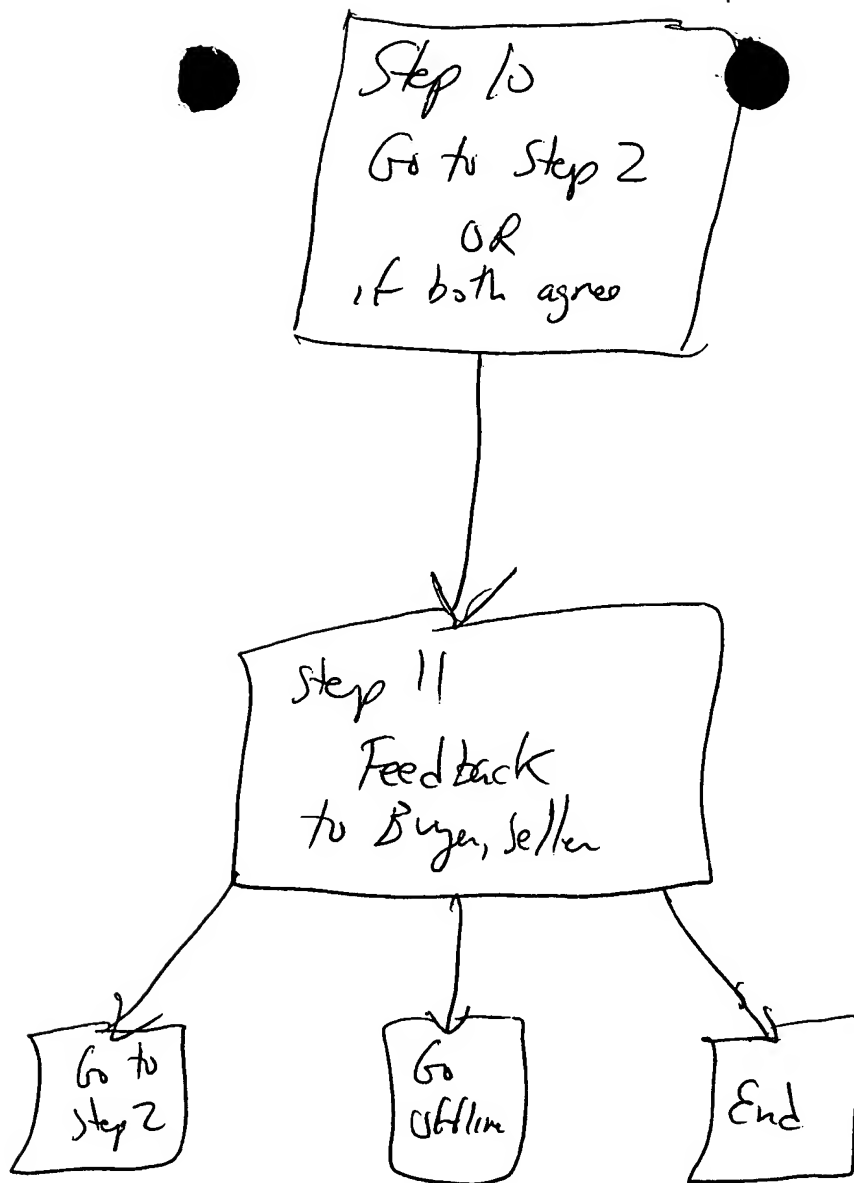 Step 10
Go to Step 2
OR
if both agree
Step 11
Feedback
to Buyer, Seller
Go to
Step 2
Go
offline
End